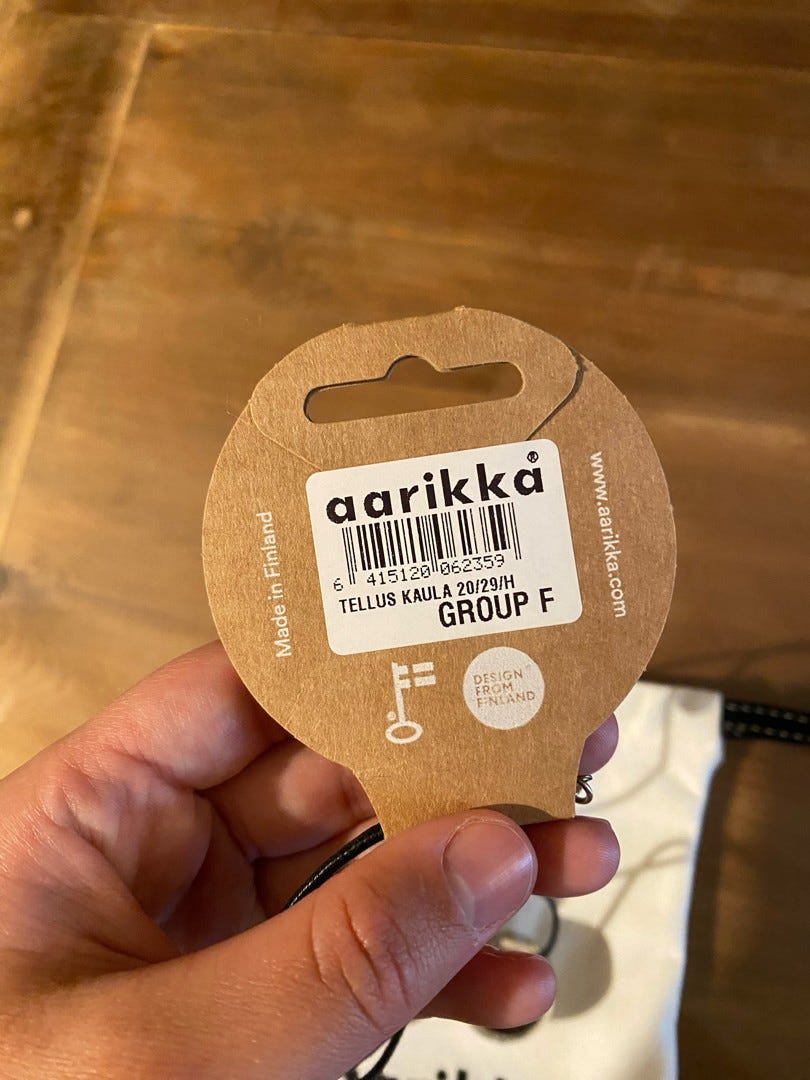 aarikka®
6 415120 062359
TELLUS KAULA 20/29/H
GROUP F
Made in Finland
www.aarikka.com
DESIGN
FROM
FINLAND